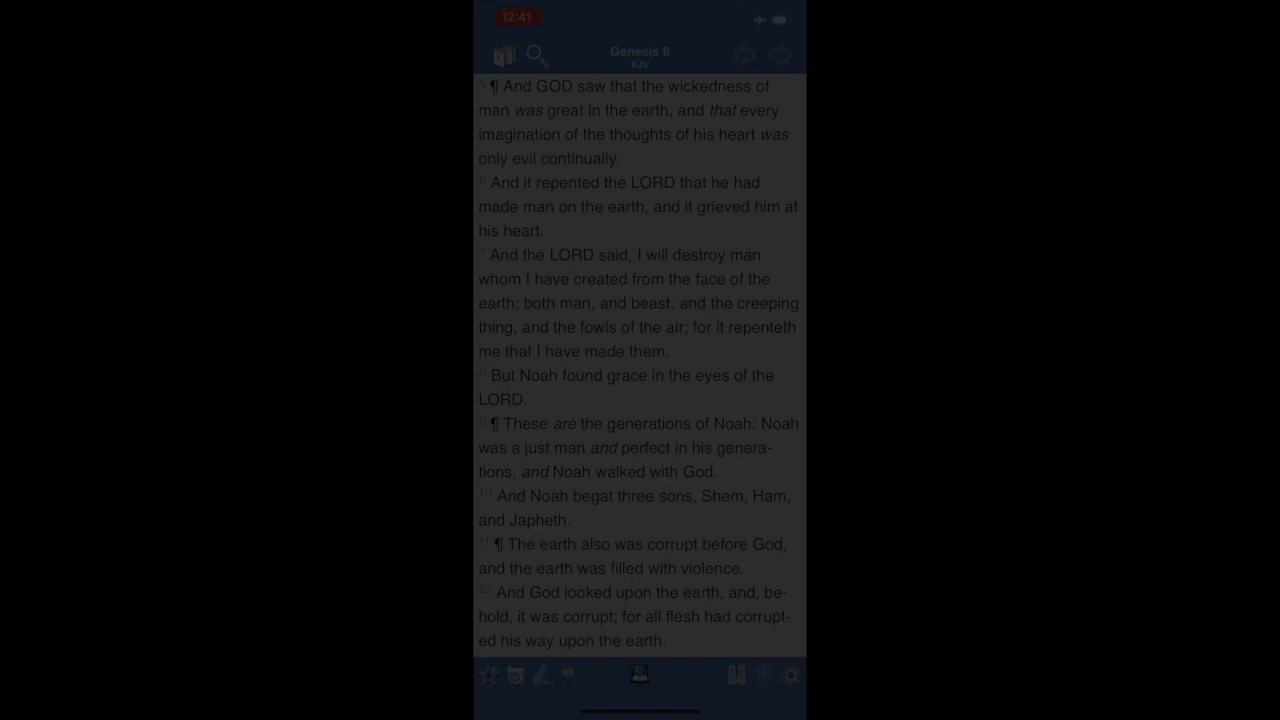 12:41
Genesis 6
KJV
5 ¶ And GOD saw that the wickedness of
man was great in the earth, and that every
imagination of the thoughts of his heart was
only evil continually.
6 And it repented the LORD that he had
made man on the earth, and it grieved him at
his heart.
7 And the LORD said, I will destroy man
whom I have created from the face of the
earth; both man, and beast, and the creeping
thing, and the fowls of the air; for it repenteth
me that I have made them.
8 But Noah found grace in the eyes of the
LORD.
9 ¶ These are the generations of Noah: Noah
was a just man and perfect in his genera-
tions, and Noah walked with God.
10 And Noah begat three sons, Shem, Ham,
and Japheth.
11 ¶ The earth also was corrupt before God,
and the earth was filled with violence.
12 And God looked upon the earth, and, be-
hold, it was corrupt; for all flesh had corrupt-
ed his way upon the earth.